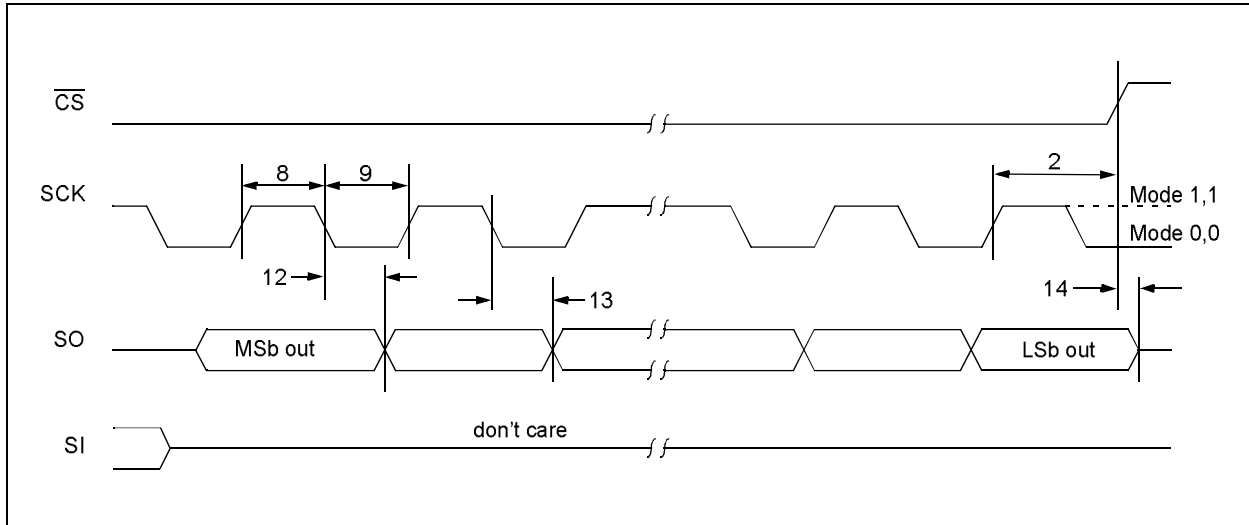 CS
8
9
2
SCK
Mode 1,1
Mode 0,0
12
13
14
SO
MSb out
LSb out
don't care
SI